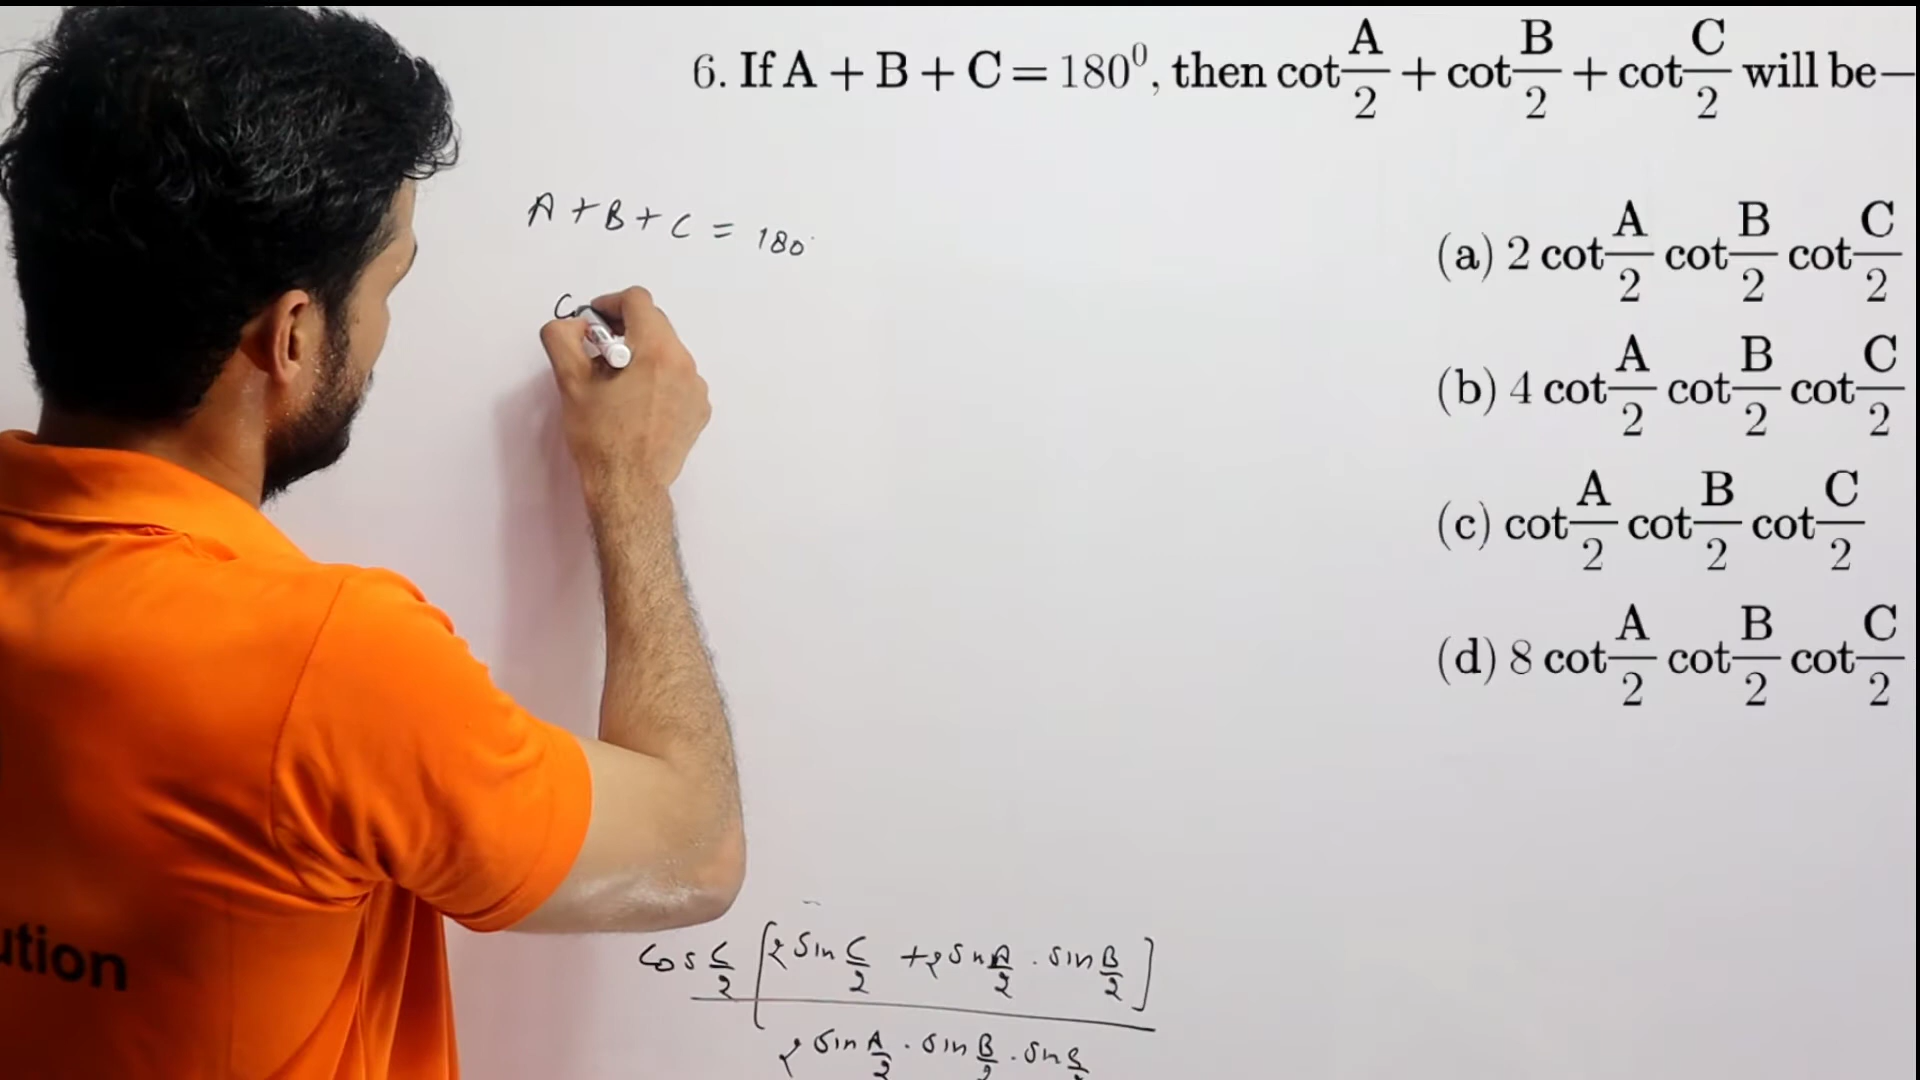 6. If A + B + C = 180⁰, then cot A/2 + cot B/2 + cot C/2 will be—
(a) 2 cot A/2 cot B/2 cot C/2
(b) 4 cot A/2 cot B/2 cot C/2
(c) cot A/2 cot B/2 cot C/2
(d) 8 cot A/2 cot B/2 cot C/2
A + B + C = 180°
C
cos C/2 [2 sin C/2 + 2 sin A/2 . sin B/2]
2 sin A/2 . sin B/2 . sin C/2
ution